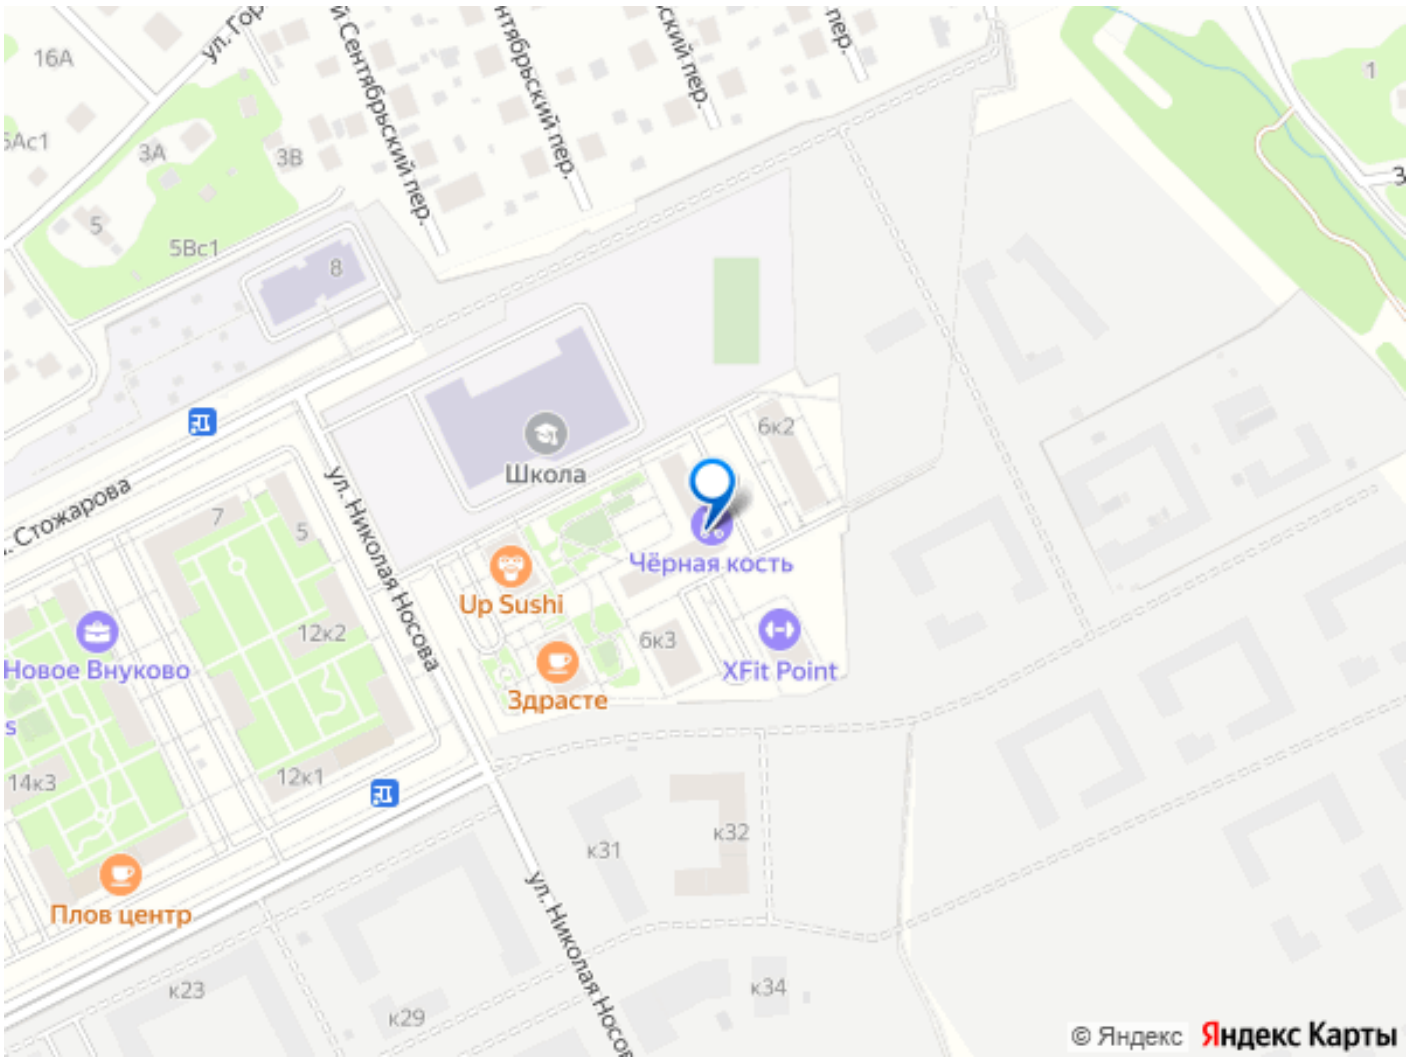 16А
ул. Гор
й Сентябрьский пер.
нтябрьский пер.
ский пер.
пер.
1
5Ас1
3А
3В
3
5
5Вс1
8
6к2
Школа
. Стожарова
7
5
ул. Николая Носова
Чёрная кость
Up Sushi
12к2
6к3
Новое Внуково
XFit Point
Здрасте
s
14к3
12к1
к32
к31
Плов центр
ул. Николая Носов
к23
к34
к29
© Яндекс Яндекс Карты